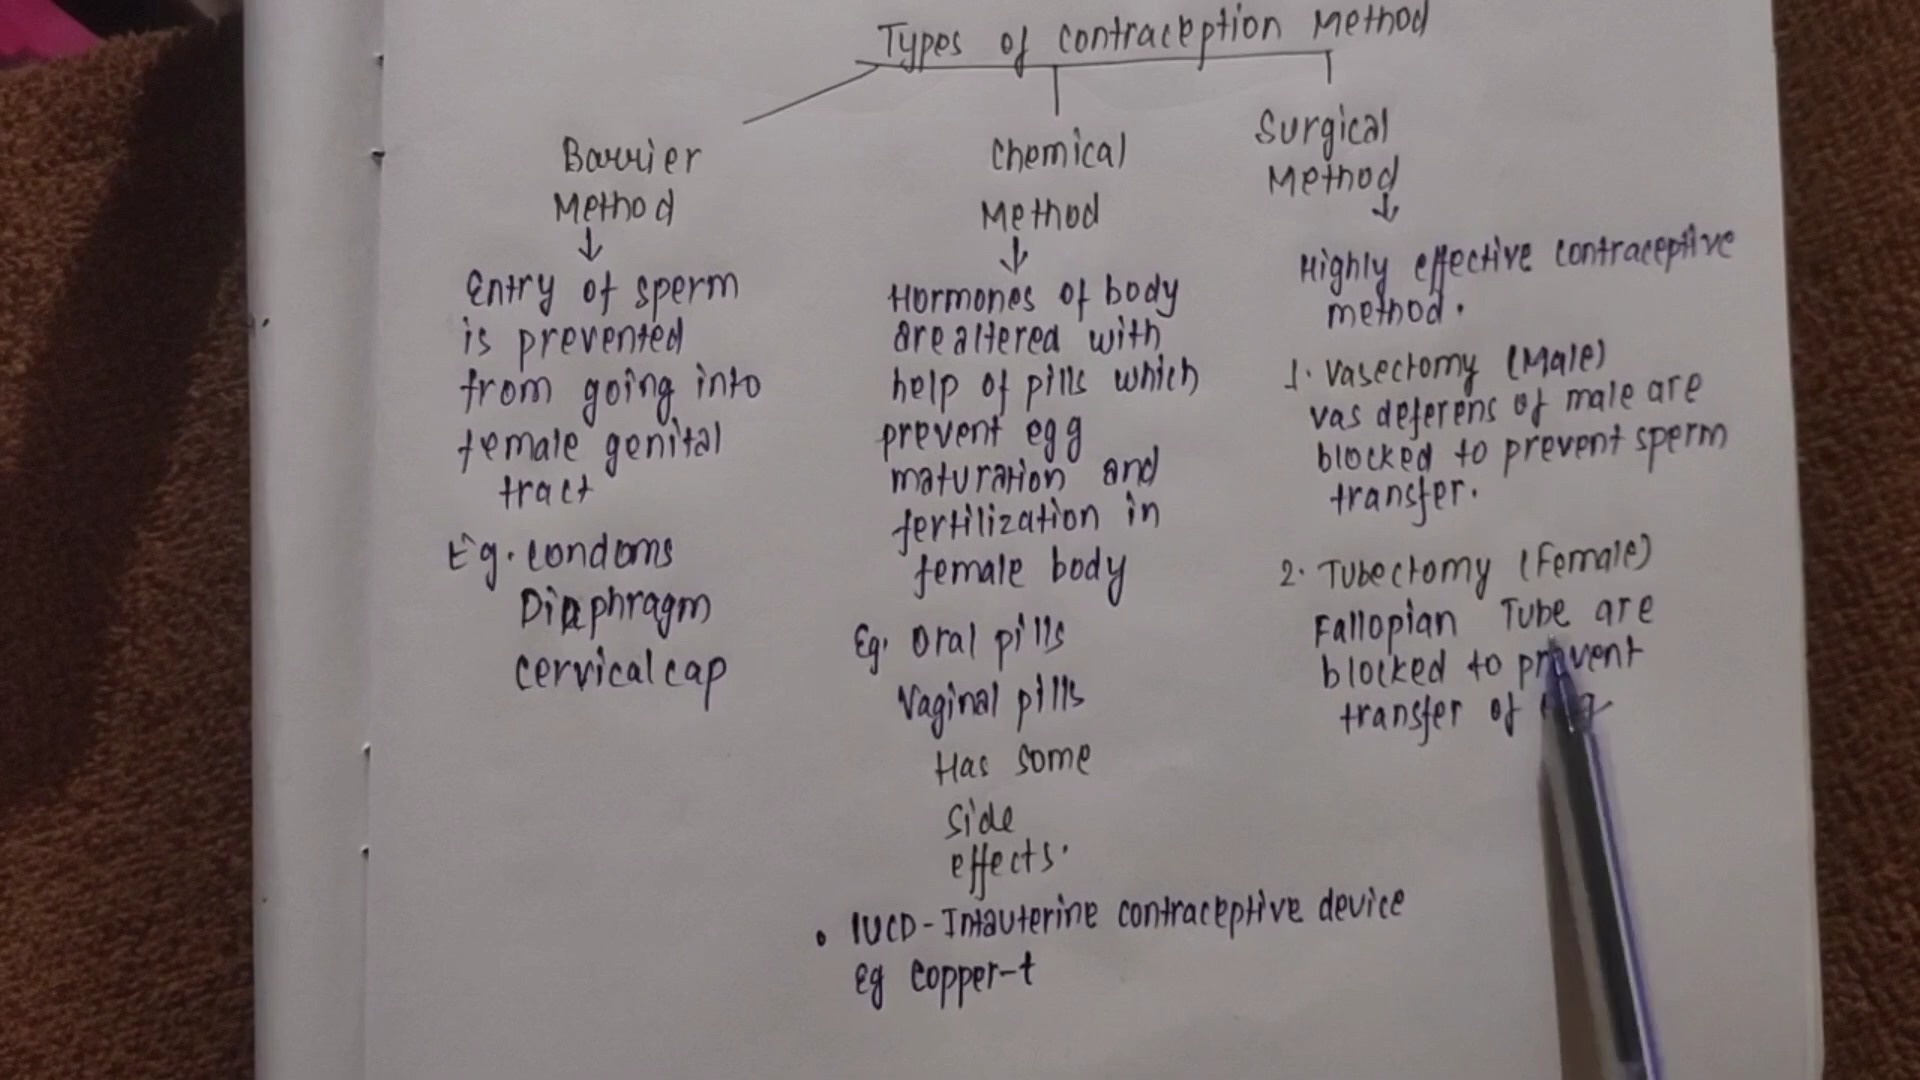 Types of contraception Method
Barrier
Method
Entry of sperm
is prevented
from going into
female genital
tract
Eg. Condoms
Diaphragm
cervical cap
Chemical
Method
Hormones of body
are altered with
help of pills which
prevent egg
maturation and
fertilization in
female body
Eg. Oral pills
Vaginal pills
Has some
side
effects.
• IUCD - Intauterine contraceptive device
eg Copper-t
Surgical
Method
Highly effective contraceptive
method.
1. Vasectomy (Male)
vas deferens of male are
blocked to prevent sperm
transfer.
2. Tubectomy (Female)
Fallopian Tube are
blocked to prevent
transfer of